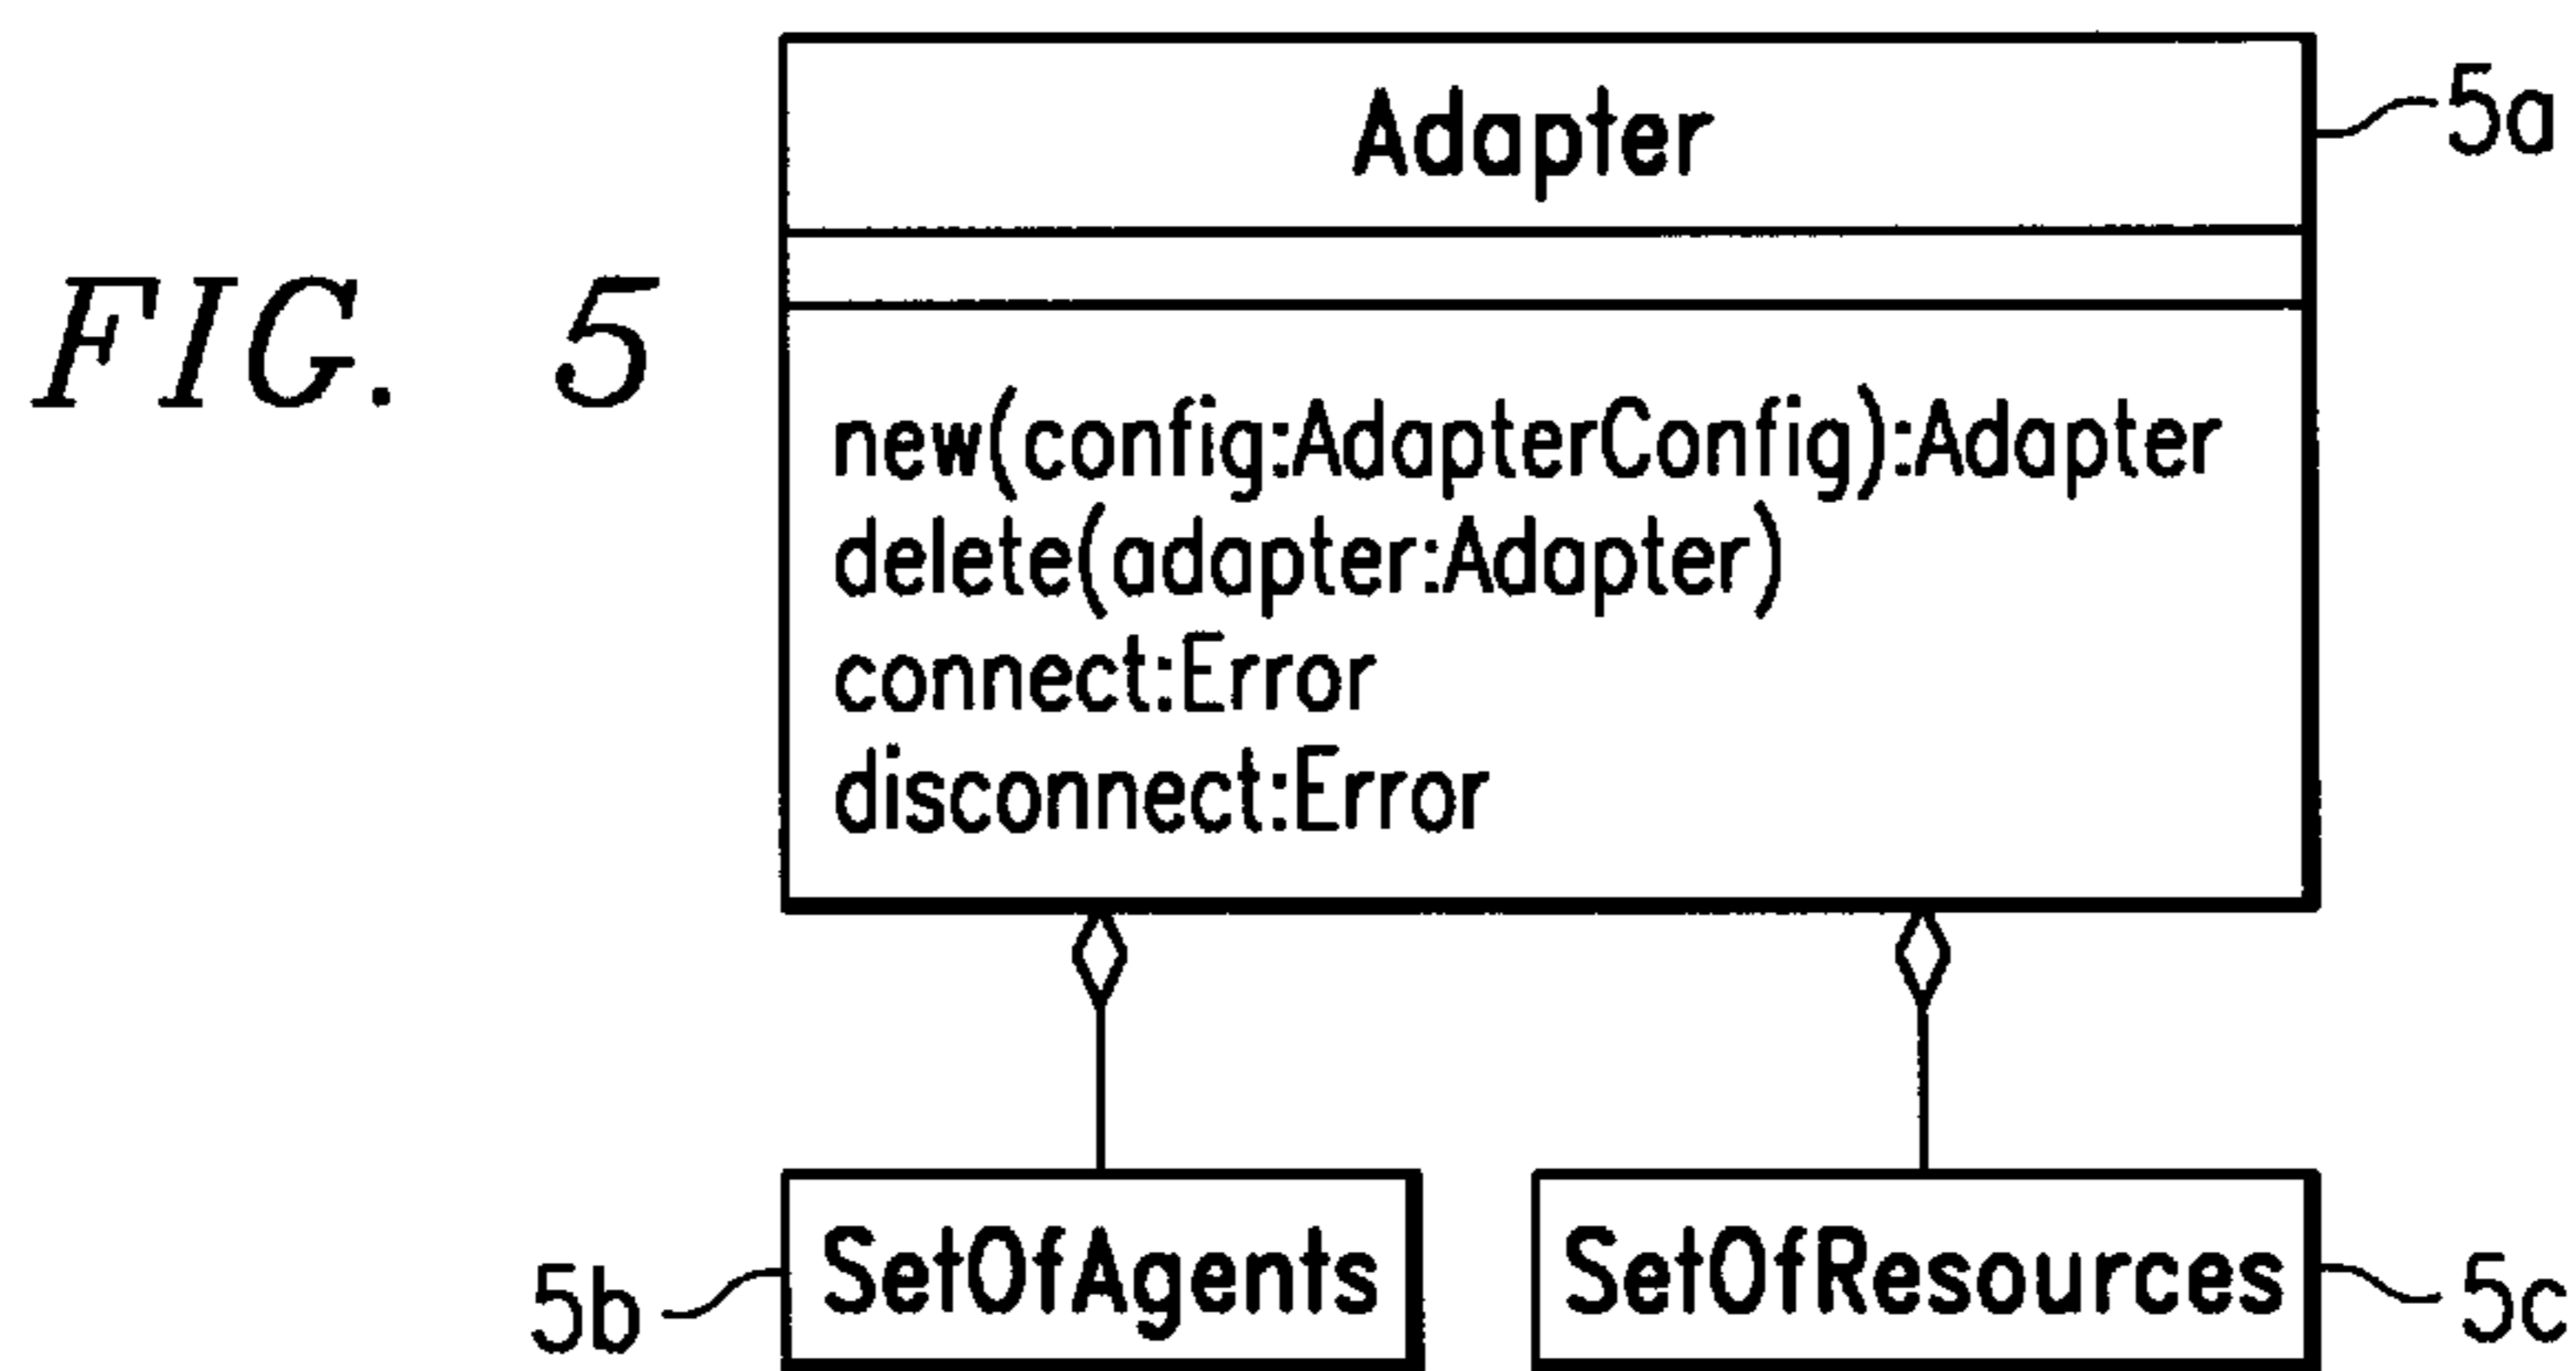 Adapter
5a
FIG. 5
new(config:AdapterConfig):Adapter
delete(adapter:Adapter)
connect:Error
disconnect:Error
5b
SetOfAgents
SetOfResources
5c